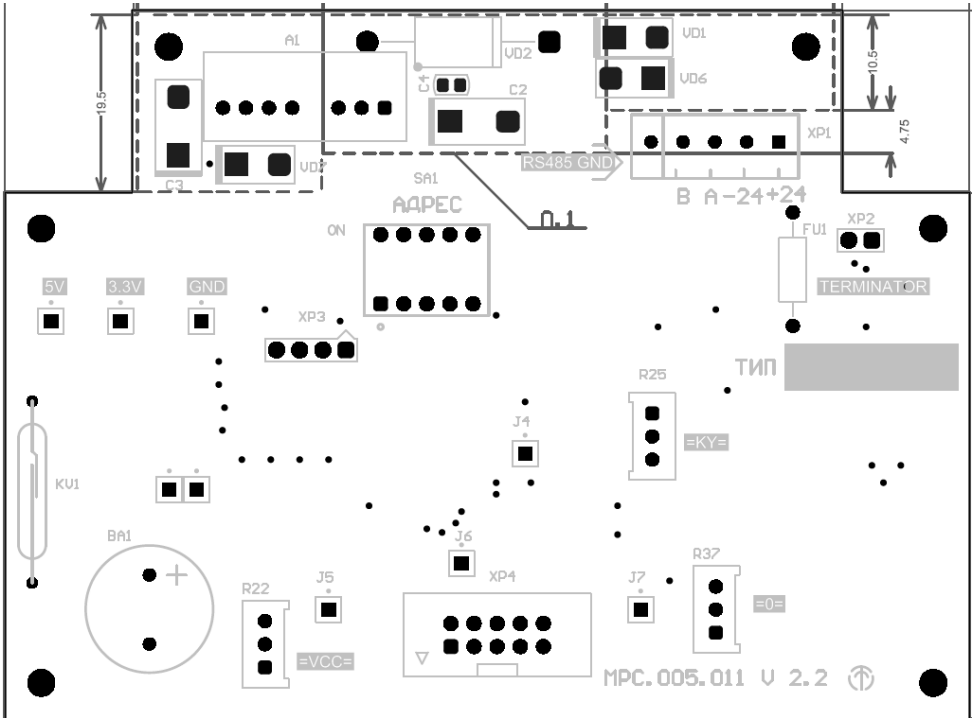 19.5
A1
VD2
VD1
10.5
VD6
C4
C2
4.75
XP1
VD7
RS485 GND
C3
SA1
B A-24+24
АДРЕС
П.1
ON
FU1
XP2
5V
3.3V
GND
TERMINATOR
XP3
ТИП
R25
J4
=KY=
KV1
BA1
J6
R37
R22
J5
XP4
J7
=0=
=VCC=
МРС.005.011 V 2.2